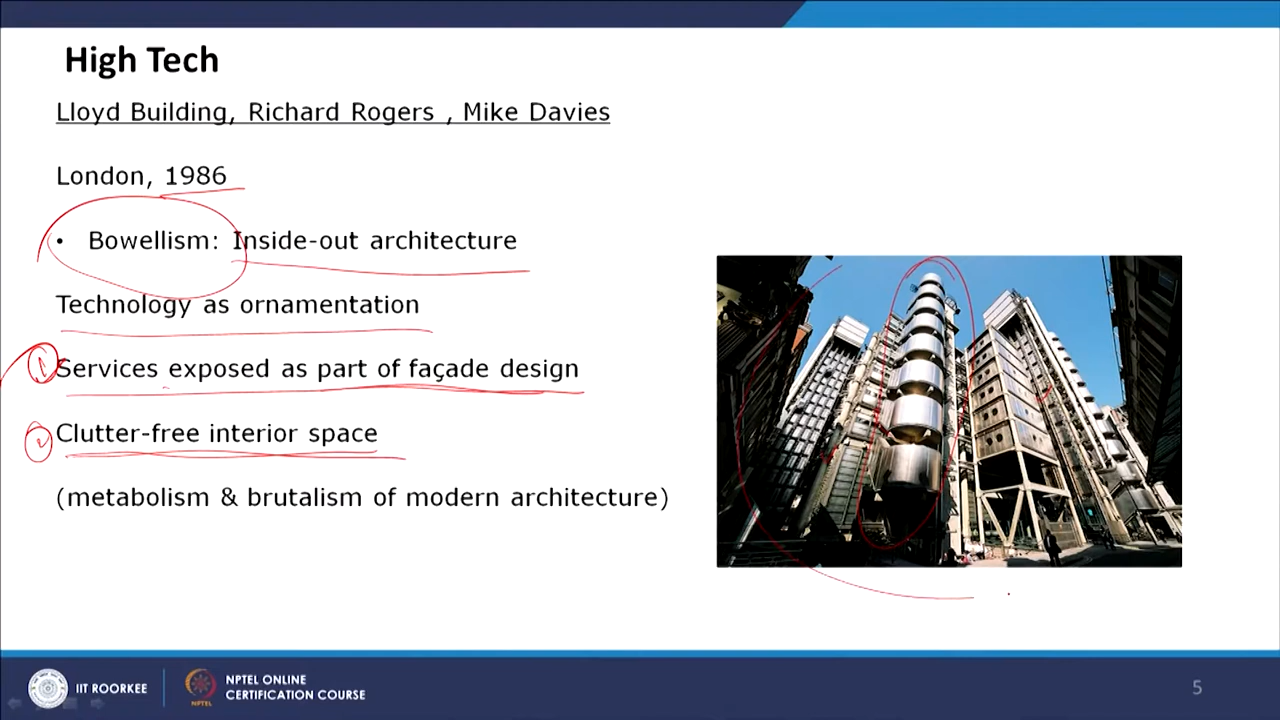 High Tech
Lloyd Building, Richard Rogers , Mike Davies
London, 1986
• Bowellism: Inside-out architecture
Technology as ornamentation
① Services exposed as part of façade design
Clutter-free interior space
(metabolism & brutalism of modern architecture)
IIT ROORKEE
NPTEL
NPTEL ONLINE
CERTIFICATION COURSE
5